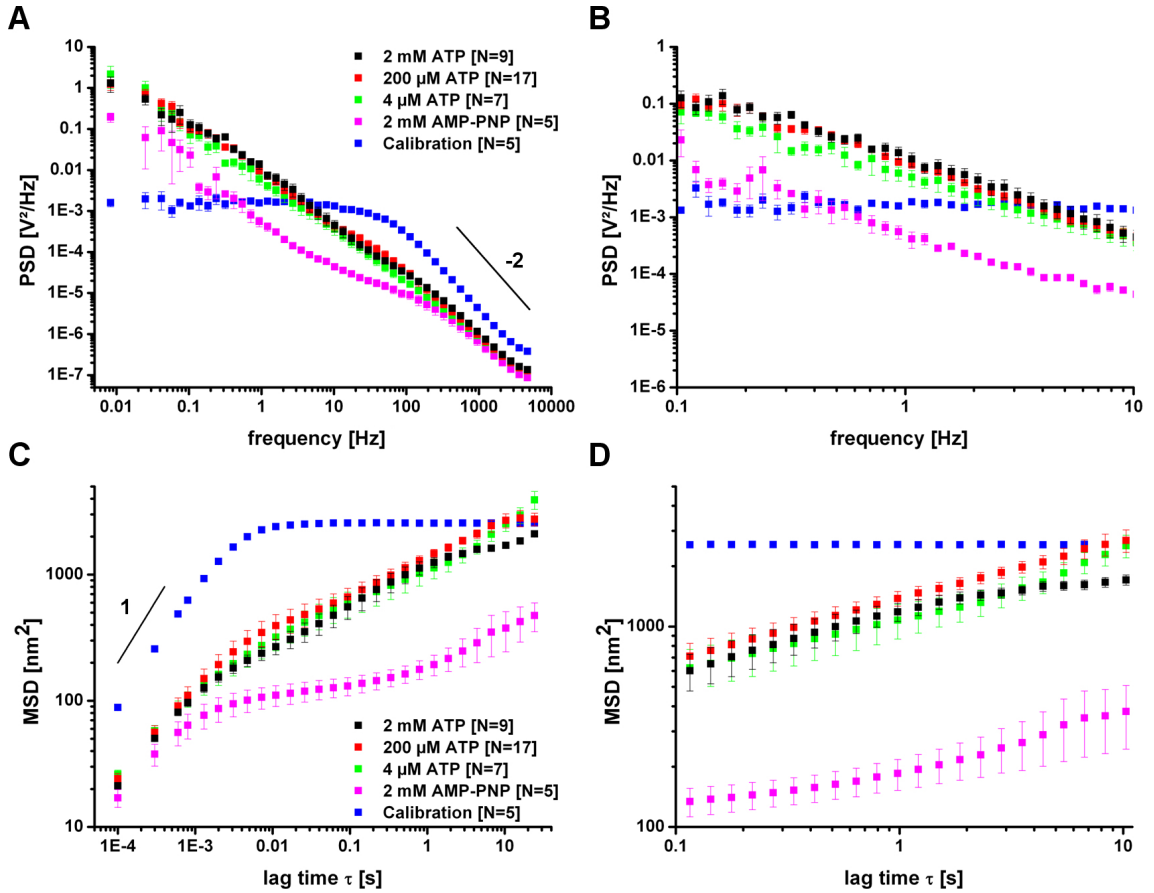 A
PSD [V²/Hz]
10
1
0.1
0.01
1E-3
1E-4
1E-5
1E-6
1E-7
2 mM ATP [N=9]
200 µM ATP [N=17]
4 µM ATP [N=7]
2 mM AMP-PNP [N=5]
Calibration [N=5]
-2
0.01 0.1 1 10 100 1000 10000
frequency [Hz]
B
PSD [V²/Hz]
1
0.1
0.01
1E-3
1E-4
1E-5
1E-6
0.1 1 10
frequency [Hz]
C
MSD [nm²]
1000
100
10
1
2 mM ATP [N=9]
200 µM ATP [N=17]
4 µM ATP [N=7]
2 mM AMP-PNP [N=5]
Calibration [N=5]
1E-4 1E-3 0.01 0.1 1 10
lag time τ [s]
D
MSD [nm²]
1000
100
0.1 1 10
lag time τ [s]